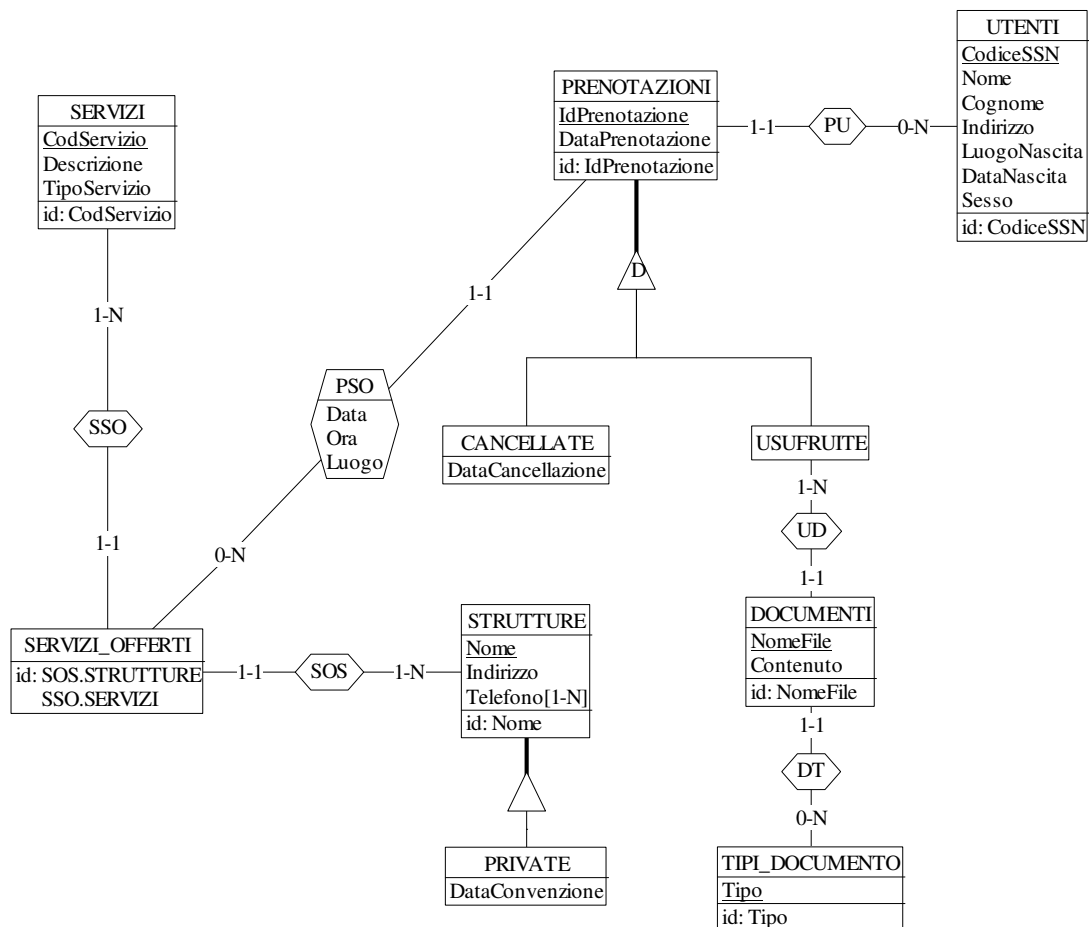 UTENTI
CodiceSSN
Nome
Cognome
Indirizzo
LuogoNascita
DataNascita
Sesso
id: CodiceSSN
PRENOTAZIONI
IdPrenotazione
DataPrenotazione
id: IdPrenotazione
1-1
PU
0-N
SERVIZI
CodServizio
Descrizione
TipoServizio
id: CodServizio
D
1-1
1-N
PSO
Data
Ora
Luogo
SSO
CANCELLATE
DataCancellazione
USUFRUITE
1-N
UD
1-1
1-1
0-N
SERVIZI_OFFERTI
id: SOS.STRUTTURE
SSO.SERVIZI
1-1
SOS
1-N
STRUTTURE
Nome
Indirizzo
Telefono[1-N]
id: Nome
DOCUMENTI
NomeFile
Contenuto
id: NomeFile
1-1
DT
0-N
PRIVATE
DataConvenzione
TIPI_DOCUMENTO
Tipo
id: Tipo